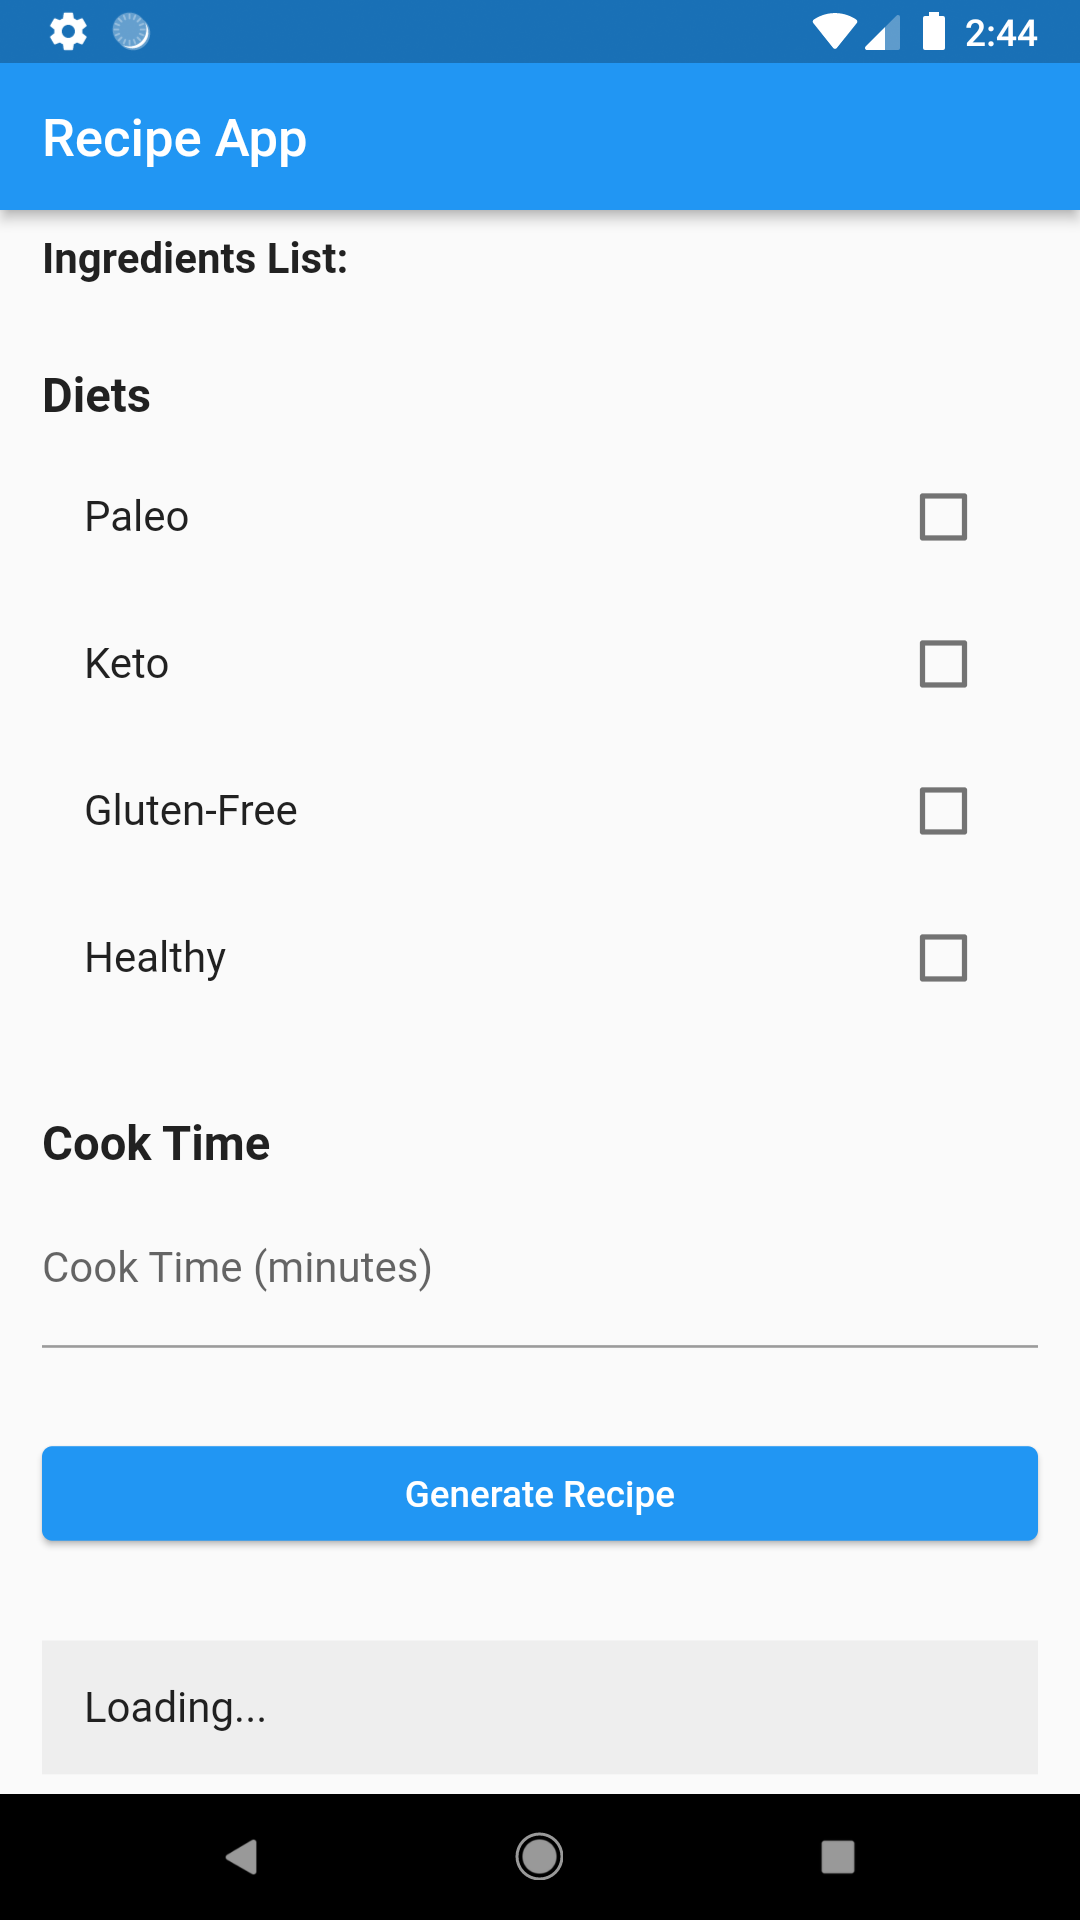 2:44
Recipe App
Ingredients List:
Diets
Paleo
Keto
Gluten-Free
Healthy
Cook Time
Cook Time (minutes)
Generate Recipe
Loading...